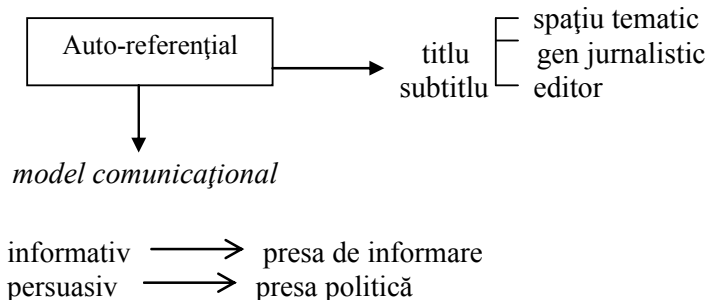 Auto-referenţial
titlu
subtitlu
spaţiu tematic
gen jurnalistic
editor
model comunicaţional
informativ presa de informare
persuasiv presa politică